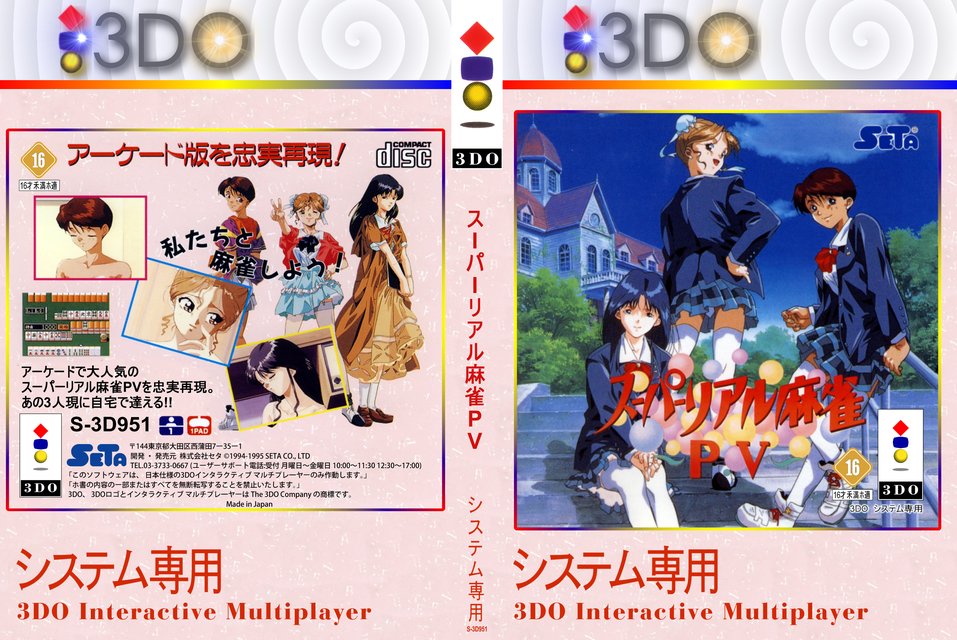 3DO
16
アーケード版を忠実再現!
COMPACT
disc
16才未満ホ適
私たちと
麻雀しよう!
アーケードで大人気の
スーパーリアル麻雀PVを忠実再現。
あの3人現に自宅で達える!!
S-3D951
1
1PAD
SETA
〒144東京都大田区西蒲田7ー35ー1
開発・発売元 株式会社セタ ©1994-1995 SETA CO., LTD
TEL.03-3733-0667 (ユーザーサポート電話:受付 月曜日〜金曜日 10:00〜11:30 12:30〜17:00)
「このソフトウェアは、日本仕様の3DOインタラクティブ マルチプレーヤーのみ作動します。」
「ホ書の内容の一部またはすべてを無断転写することを禁止いたします。」
3DO、3DOロゴとインタラクティブ マルチプレーヤーは The 3DO Company の商標です。
Made in Japan
3DO
システム専用
3DO Interactive Multiplayer
3DO
スーパーリアル麻雀PV
システム専用
S-3D951
3DO
SETA
スーパーリアル麻雀
PV
16
16才未満ホ適
3DO
3DO システム専用
システム専用
3DO Interactive Multiplayer